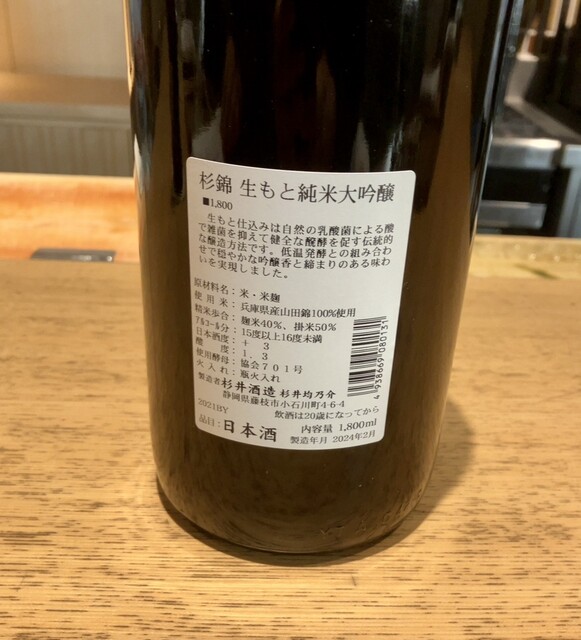 杉錦 生もと純米大吟醸
■1,800
生もと仕込みは自然の乳酸菌による酸
で雑菌を抑えて健全な醗酵を促す伝統的
な醸造方法です。低温発酵との組み合わ
せで穏やかな吟醸香と締まりのある味わ
いを実現しました。
原材料名：米・米麹
使用米：兵庫県産山田錦100%使用
精米歩合：麹米40%、掛米50%
ｱﾙｺｰﾙ分：15度以上16度未満
日本酒度：＋ 3
酸度：1.3
使用酵母：協会701号
火入れ：瓶火入れ
製造者 杉井酒造 杉井均乃介
静岡県藤枝市小石川町4-6-4
2021BY 飲酒は20歳になってから
品目：日本酒 内容量 1,800ml
製造年月 2024年2月
4 938669 080131